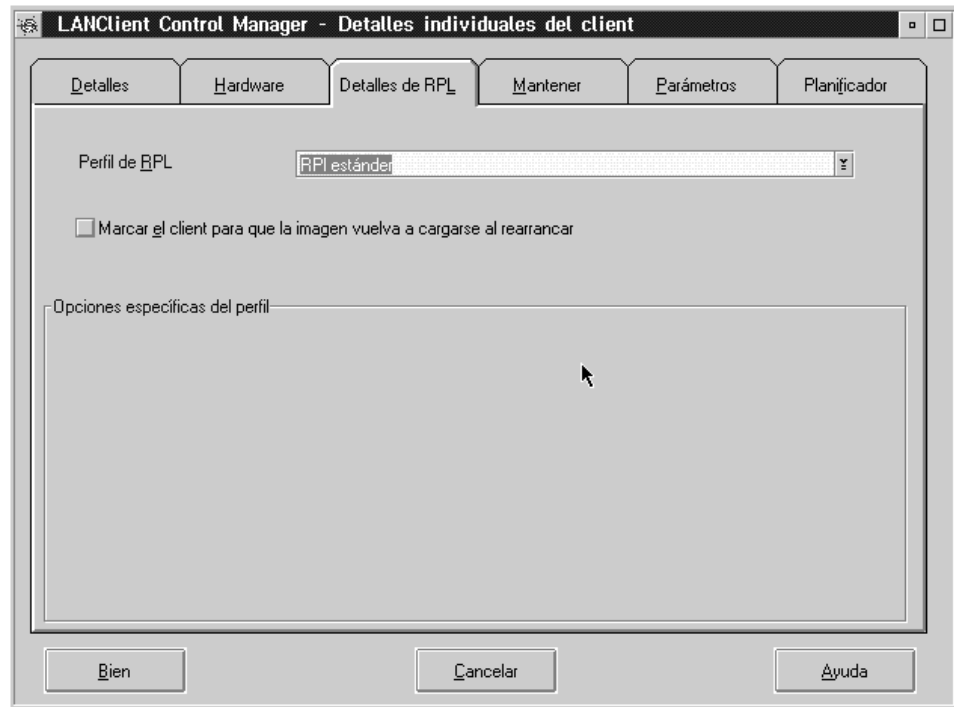 LANClient Control Manager - Detalles individuales del client
Detalles Hardware Detalles de RPL Mantener Parámetros Planificador
Perfil de RPL RPl estánder
Marcar el client para que la imagen vuelva a cargarse al rearrancar
Opciones específicas del perfil
Bien Cancelar Ayuda